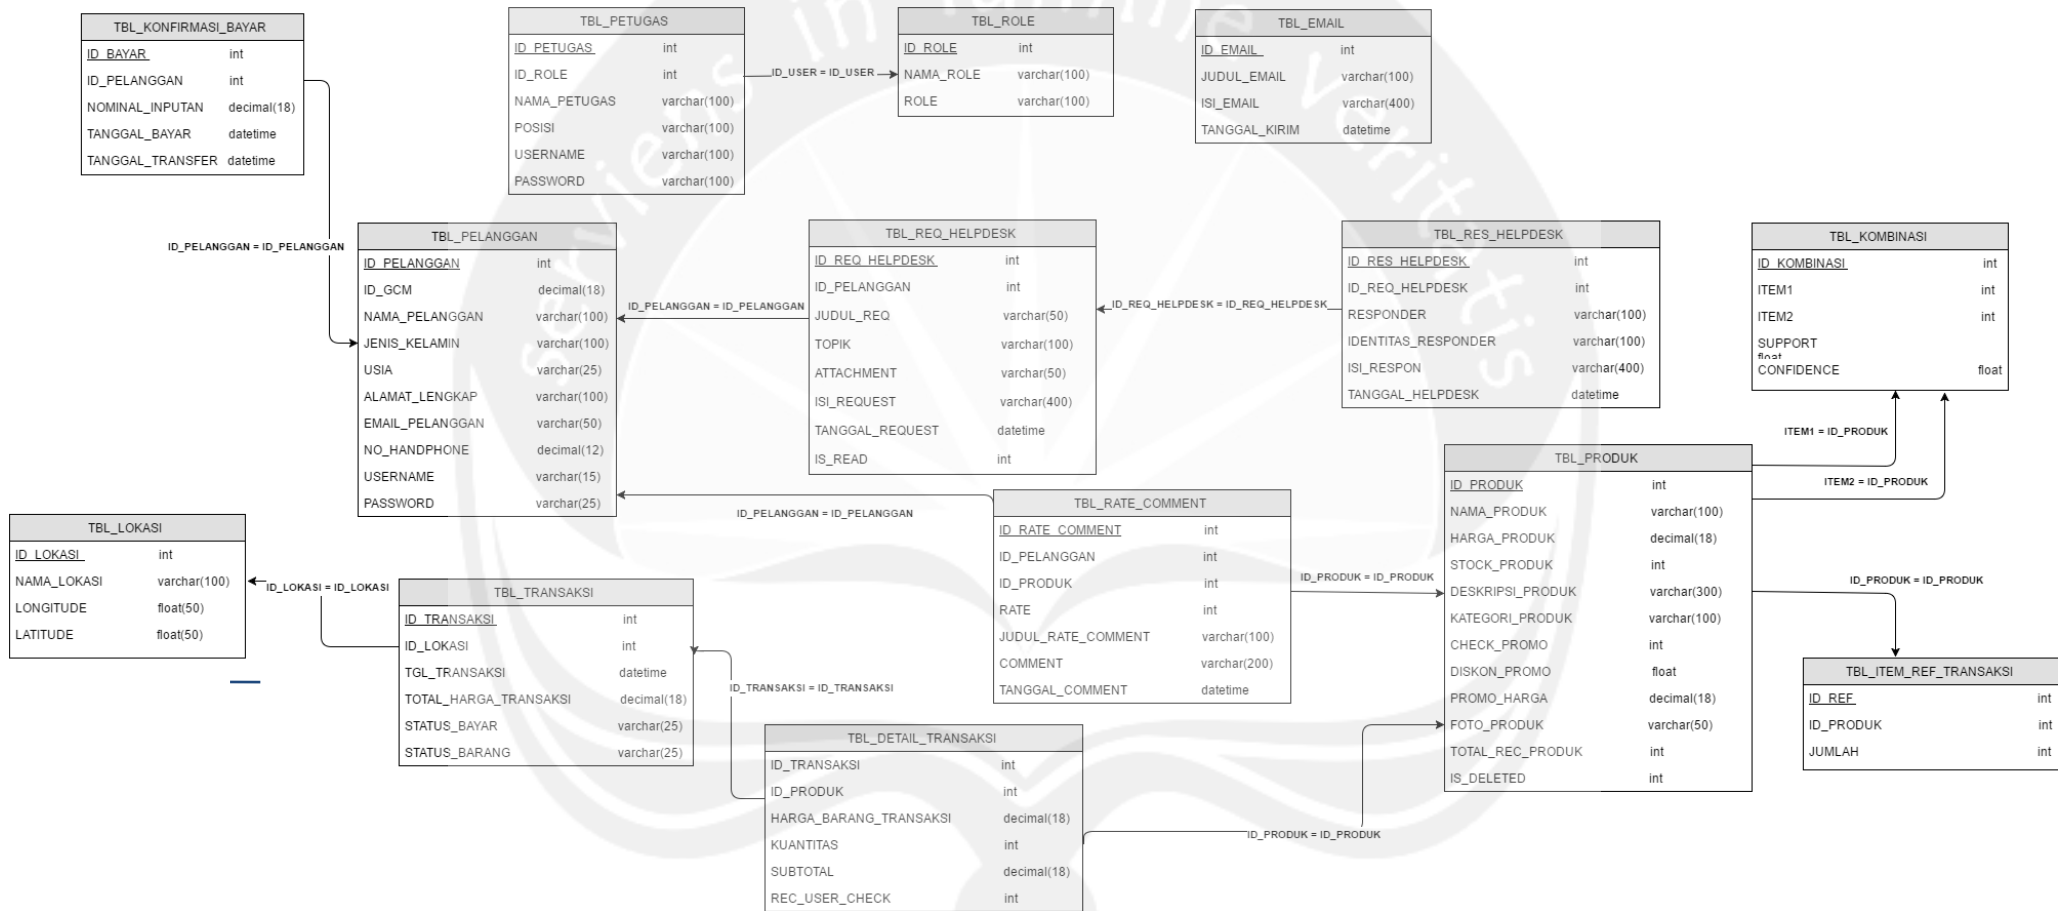 TBL_KONFIRMASI_BAYAR
ID_BAYAR int
ID_PELANGGAN int
NOMINAL_INPUTAN decimal(18)
TANGGAL_BAYAR datetime
TANGGAL_TRANSFER datetime
TBL_PETUGAS
ID_PETUGAS int
ID_ROLE int
NAMA_PETUGAS varchar(100)
POSISI varchar(100)
USERNAME varchar(100)
PASSWORD varchar(100)
ID_USER = ID_USER
TBL_ROLE
ID_ROLE int
NAMA_ROLE varchar(100)
ROLE varchar(100)
TBL_EMAIL
ID_EMAIL int
JUDUL_EMAIL varchar(100)
ISI_EMAIL varchar(400)
TANGGAL_KIRIM datetime
serviens in lumine veritatis
ID_PELANGGAN = ID_PELANGGAN
TBL_PELANGGAN
ID_PELANGGAN int
ID_GCM decimal(18)
NAMA_PELANGGAN varchar(100)
JENIS_KELAMIN varchar(100)
USIA varchar(25)
ALAMAT_LENGKAP varchar(100)
EMAIL_PELANGGAN varchar(50)
NO_HANDPHONE decimal(12)
USERNAME varchar(15)
PASSWORD varchar(25)
ID_PELANGGAN = ID_PELANGGAN
TBL_REQ_HELPDESK
ID_REQ_HELPDESK int
ID_PELANGGAN int
JUDUL_REQ varchar(50)
TOPIK varchar(100)
ATTACHMENT varchar(50)
ISI_REQUEST varchar(400)
TANGGAL_REQUEST datetime
IS_READ int
ID_REQ_HELPDESK = ID_REQ_HELPDESK
TBL_RES_HELPDESK
ID_RES_HELPDESK int
ID_REQ_HELPDESK int
RESPONDER varchar(100)
IDENTITAS_RESPONDER varchar(100)
ISI_RESPON varchar(400)
TANGGAL_HELPDESK datetime
TBL_KOMBINASI
ID_KOMBINASI int
ITEM1 int
ITEM2 int
SUPPORT
float
CONFIDENCE float
ITEM1 = ID_PRODUK
ITEM2 = ID_PRODUK
TBL_LOKASI
ID_LOKASI int
NAMA_LOKASI varchar(100)
LONGITUDE float(50)
LATITUDE float(50)
ID_LOKASI = ID_LOKASI
TBL_TRANSAKSI
ID_TRANSAKSI int
ID_LOKASI int
TGL_TRANSAKSI datetime
TOTAL_HARGA_TRANSAKSI decimal(18)
STATUS_BAYAR varchar(25)
STATUS_BARANG varchar(25)
ID_PELANGGAN = ID_PELANGGAN
ID_TRANSAKSI = ID_TRANSAKSI
TBL_RATE_COMMENT
ID_RATE_COMMENT int
ID_PELANGGAN int
ID_PRODUK int
RATE int
JUDUL_RATE_COMMENT varchar(100)
COMMENT varchar(200)
TANGGAL_COMMENT datetime
ID_PRODUK = ID_PRODUK
TBL_PRODUK
ID_PRODUK int
NAMA_PRODUK varchar(100)
HARGA_PRODUK decimal(18)
STOCK_PRODUK int
DESKRIPSI_PRODUK varchar(300)
KATEGORI_PRODUK varchar(100)
CHECK_PROMO int
DISKON_PROMO float
PROMO_HARGA decimal(18)
FOTO_PRODUK varchar(50)
TOTAL_REC_PRODUK int
IS_DELETED int
ID_PRODUK = ID_PRODUK
TBL_ITEM_REF_TRANSAKSI
ID_REF int
ID_PRODUK int
JUMLAH int
TBL_DETAIL_TRANSAKSI
ID_TRANSAKSI int
ID_PRODUK int
HARGA_BARANG_TRANSAKSI decimal(18)
KUANTITAS int
SUBTOTAL decimal(18)
REC_USER_CHECK int
ID_PRODUK = ID_PRODUK